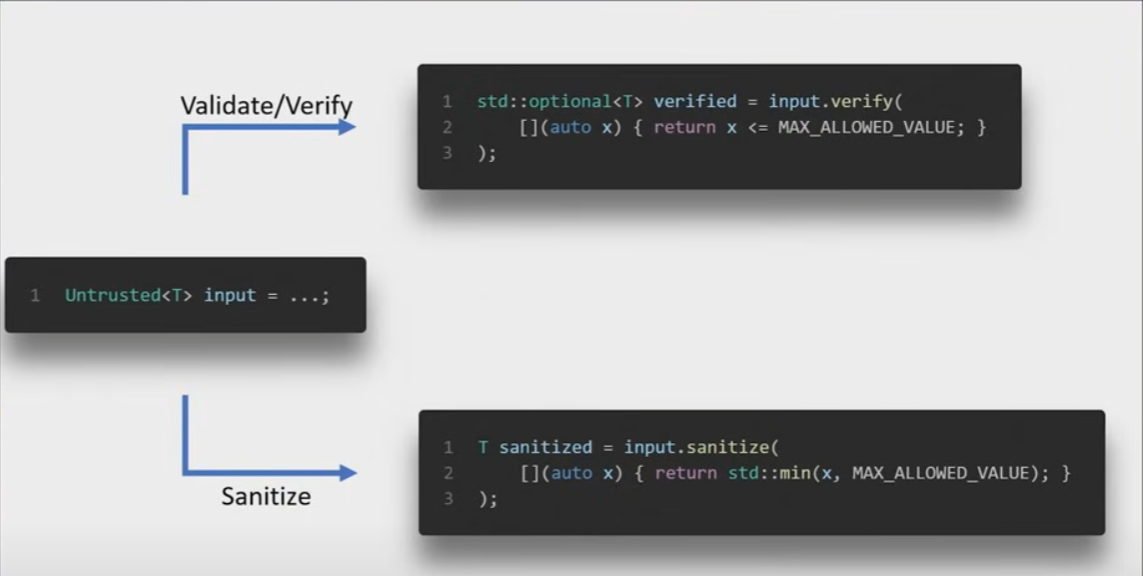 Validate/Verify
1 std::optional<T> verified = input.verify(
2 [](auto x) { return x <= MAX_ALLOWED_VALUE; }
3 );
1 Untrusted<T> input = ...;
Sanitize
1 T sanitized = input.sanitize(
2 [](auto x) { return std::min(x, MAX_ALLOWED_VALUE); }
3 );